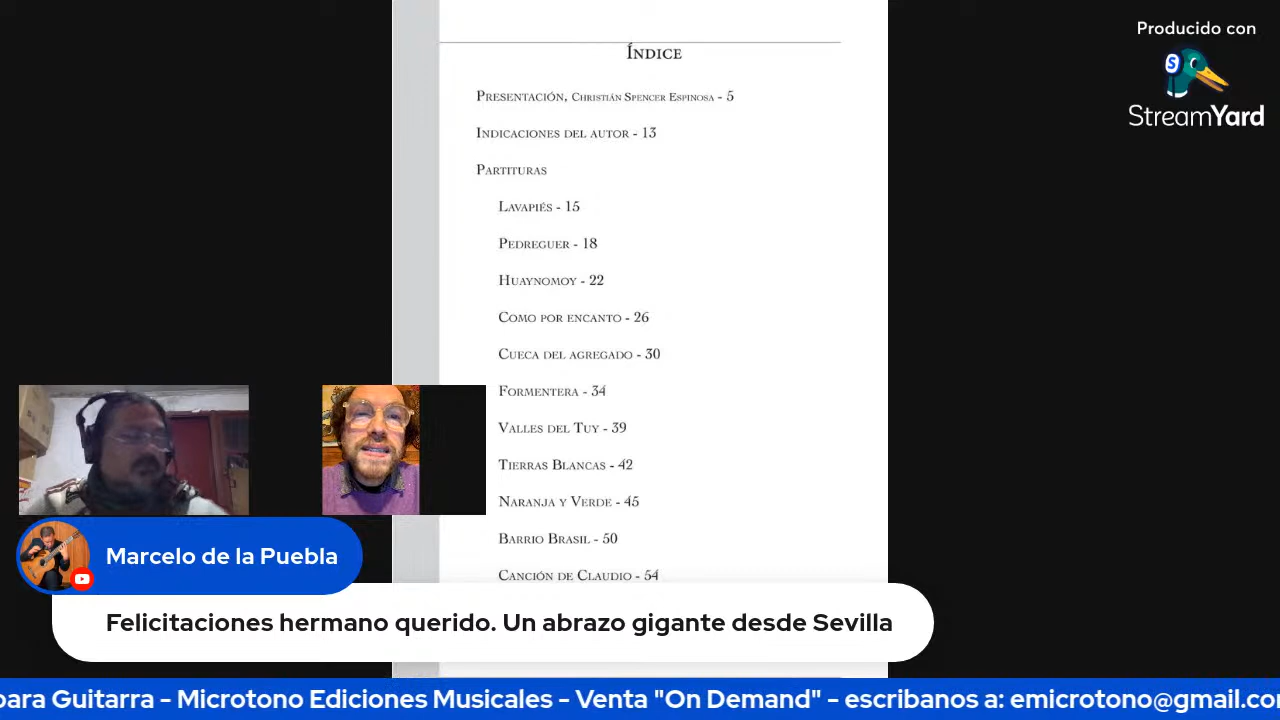 Producido con
StreamYard
ÍNDICE
PRESENTACIÓN, CHRISTIÁN SPENCER ESPINOSA - 5
INDICACIONES DEL AUTOR - 13
PARTITURAS
LAVAPIÉS - 15
PEDREGUER - 18
HUAYNOMOY - 22
COMO POR ENCANTO - 26
CUECA DEL AGREGADO - 30
FORMENTERA - 34
VALLES DEL TUY - 39
TIERRAS BLANCAS - 42
NARANJA Y VERDE - 45
BARRIO BRASIL - 50
CANCIÓN DE CLAUDIO - 54
Marcelo de la Puebla
Felicitaciones hermano querido. Un abrazo gigante desde Sevilla
para Guitarra - Microtono Ediciones Musicales - Venta "On Demand" - escribanos a: emicrotono@gmail.co